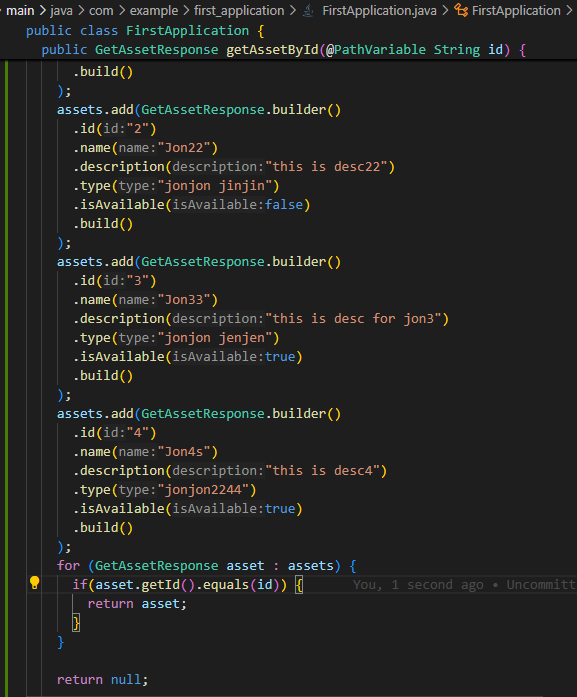 main > java > com > example > first_application > FirstApplication.java > FirstApplication >
public class FirstApplication {
public GetAssetResponse getAssetById(@PathVariable String id) {
.build()
);
assets.add(GetAssetResponse.builder()
.id(id:"2")
.name(name:"Jon22")
.description(description:"this is desc22")
.type(type:"jonjon jinjin")
.isAvailable(isAvailable:false)
.build()
);
assets.add(GetAssetResponse.builder()
.id(id:"3")
.name(name:"Jon33")
.description(description:"this is desc for jon3")
.type(type:"jonjon jenjen")
.isAvailable(isAvailable:true)
.build()
);
assets.add(GetAssetResponse.builder()
.id(id:"4")
.name(name:"Jon4s")
.description(description:"this is desc4")
.type(type:"jonjon2244")
.isAvailable(isAvailable:true)
.build()
);
for (GetAssetResponse asset : assets) {
if(asset.getId().equals(id)) { You, 1 second ago • Uncommitt
return asset;
}
}
return null;